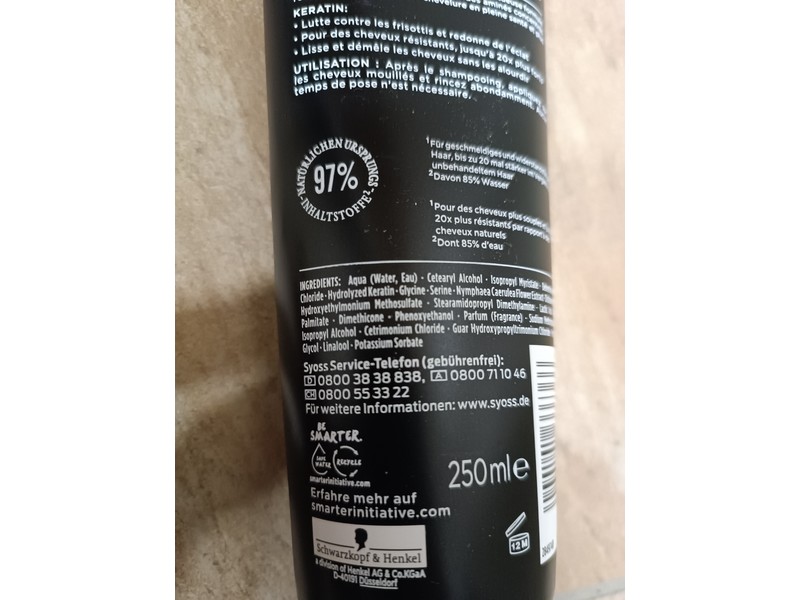 KERATIN:
• Lutte contre les frisottis et redonne de l'éclat
• Pour des cheveux résistants, jusqu'à 20x plus
• Lisse et démêle les cheveux sans les alourdir
UTILISATION : Après le shampooing,
les cheveux mouillés et rincez abondamment.
temps de pose n'est nécessaire.
NATÜRLICHEN URSPRUNGS
97%
-INHALTSTOFFE²-
¹Für geschmeidiges und
Haar, bis zu 20 mal stärker
unbehandeltem Haar
²Davon 85% Wasser
¹Pour des cheveux plus souples
20x plus résistants par rapport
cheveux naturels
²Dont 85% d'eau
INGREDIENTS: Aqua (Water, Eau) · Cetearyl Alcohol · Isopropyl Myristate ·
Chloride · Hydrolyzed Keratin · Glycine · Serine · Nymphaea Caerulea Flower Extract
Hydroxyethylmonium Methosulfate · Stearamidopropyl Dimethylamine ·
Palmitate · Dimethicone · Phenoxyethanol · Parfum (Fragrance) · Sodium
Isopropyl Alcohol · Cetrimonium Chloride · Guar Hydroxypropyltrimonium Chloride
Glycol · Linalool · Potassium Sorbate
Syoss Service-Telefon (gebührenfrei):
D 0800 38 38 838, A 0800 71 10 46
CH 0800 55 33 22
Für weitere Informationen: www.syoss.de
BE
SMARTER.
SAVE
WATER
RECYCLE
smarterinitiative.com
Erfahre mehr auf
smarterinitiative.com
250 ml e
12 M
Schwarzkopf & Henkel
a division of Henkel AG & Co.KGaA
D-40191 Düsseldorf